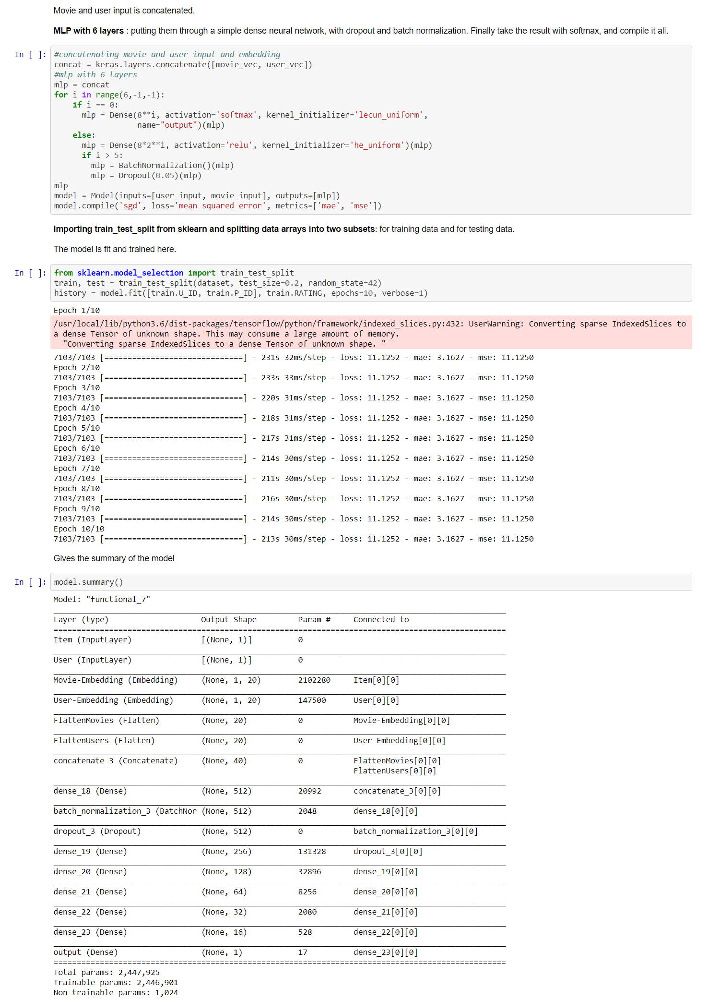 Movie and user input is concatenated.
MLP with 6 layers : putting them through a simple dense neural network, with dropout and batch normalization. Finally take the result with softmax, and compile it all.
In [ ]: #concatenating movie and user input and embedding
concat = keras.layers.concatenate([movie_vec, user_vec])
#mlp with 6 layers
mlp = concat
for i in range(6,-1,-1):
    if i == 0:
      mlp = Dense(8**i, activation='softmax', kernel_initializer='lecun_uniform',
                  name="output")(mlp)
    else:
      mlp = Dense(8*2**i, activation='relu', kernel_initializer='he_uniform')(mlp)
      if i > 5:
        mlp = BatchNormalization()(mlp)
        mlp = Dropout(0.05)(mlp)
mlp
model = Model(inputs=[user_input, movie_input], outputs=[mlp])
model.compile('sgd', loss='mean_squared_error', metrics=['mae', 'mse'])
Importing train_test_split from sklearn and splitting data arrays into two subsets: for training data and for testing data.
The model is fit and trained here.
In [ ]: from sklearn.model_selection import train_test_split
train, test = train_test_split(dataset, test_size=0.2, random_state=42)
history = model.fit([train.U_ID, train.P_ID], train.RATING, epochs=10, verbose=1)
Epoch 1/10
/usr/local/lib/python3.6/dist-packages/tensorflow/python/framework/indexed_slices.py:432: UserWarning: Converting sparse IndexedSlices to
a dense Tensor of unknown shape. This may consume a large amount of memory.
  "Converting sparse IndexedSlices to a dense Tensor of unknown shape. "
7103/7103 [==============================] - 231s 32ms/step - loss: 11.1252 - mae: 3.1627 - mse: 11.1250
Epoch 2/10
7103/7103 [==============================] - 233s 33ms/step - loss: 11.1252 - mae: 3.1627 - mse: 11.1250
Epoch 3/10
7103/7103 [==============================] - 220s 31ms/step - loss: 11.1252 - mae: 3.1627 - mse: 11.1250
Epoch 4/10
7103/7103 [==============================] - 218s 31ms/step - loss: 11.1252 - mae: 3.1627 - mse: 11.1250
Epoch 5/10
7103/7103 [==============================] - 217s 31ms/step - loss: 11.1252 - mae: 3.1627 - mse: 11.1250
Epoch 6/10
7103/7103 [==============================] - 214s 30ms/step - loss: 11.1252 - mae: 3.1627 - mse: 11.1250
Epoch 7/10
7103/7103 [==============================] - 211s 30ms/step - loss: 11.1252 - mae: 3.1627 - mse: 11.1250
Epoch 8/10
7103/7103 [==============================] - 216s 30ms/step - loss: 11.1252 - mae: 3.1627 - mse: 11.1250
Epoch 9/10
7103/7103 [==============================] - 214s 30ms/step - loss: 11.1252 - mae: 3.1627 - mse: 11.1250
Epoch 10/10
7103/7103 [==============================] - 213s 30ms/step - loss: 11.1252 - mae: 3.1627 - mse: 11.1250
Gives the summary of the model
In [ ]: model.summary()
Model: "functional_7"
Layer (type)                    Output Shape         Param #     Connected to
Item (InputLayer)               [(None, 1)]          0
User (InputLayer)               [(None, 1)]          0
Movie-Embedding (Embedding)     (None, 1, 20)        2102280     Item[0][0]
User-Embedding (Embedding)      (None, 1, 20)        147500      User[0][0]
FlattenMovies (Flatten)         (None, 20)           0           Movie-Embedding[0][0]
FlattenUsers (Flatten)          (None, 20)           0           User-Embedding[0][0]
concatenate_3 (Concatenate)     (None, 40)           0           FlattenMovies[0][0]
FlattenUsers[0][0]
dense_18 (Dense)                (None, 512)          20992       concatenate_3[0][0]
batch_normalization_3 (BatchNor (None, 512)          2048        dense_18[0][0]
dropout_3 (Dropout)             (None, 512)          0           batch_normalization_3[0][0]
dense_19 (Dense)                (None, 256)          131328      dropout_3[0][0]
dense_20 (Dense)                (None, 128)          32896       dense_19[0][0]
dense_21 (Dense)                (None, 64)           8256        dense_20[0][0]
dense_22 (Dense)                (None, 32)           2080        dense_21[0][0]
dense_23 (Dense)                (None, 16)           528         dense_22[0][0]
output (Dense)                  (None, 1)            17          dense_23[0][0]
Total params: 2,447,925
Trainable params: 2,446,901
Non-trainable params: 1,024